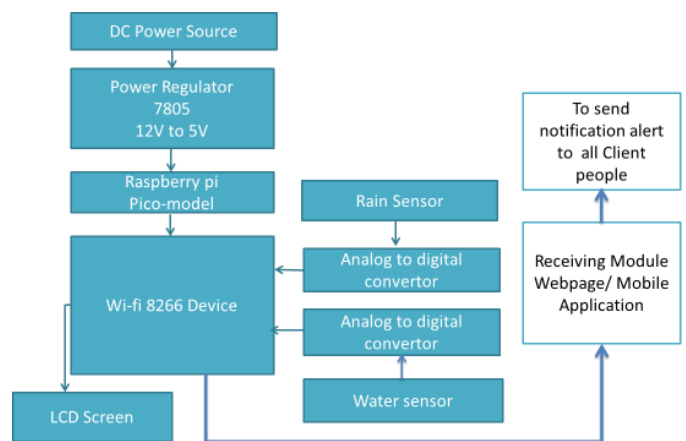 DC Power Source
Power Regulator
7805
12V to 5V
Raspberry pi
Pico-model
Wi-fi 8266 Device
LCD Screen
Rain Sensor
Analog to digital
convertor
Analog to digital
convertor
Water sensor
To send
notification alert
to all Client
people
Receiving Module
Webpage/ Mobile
Application